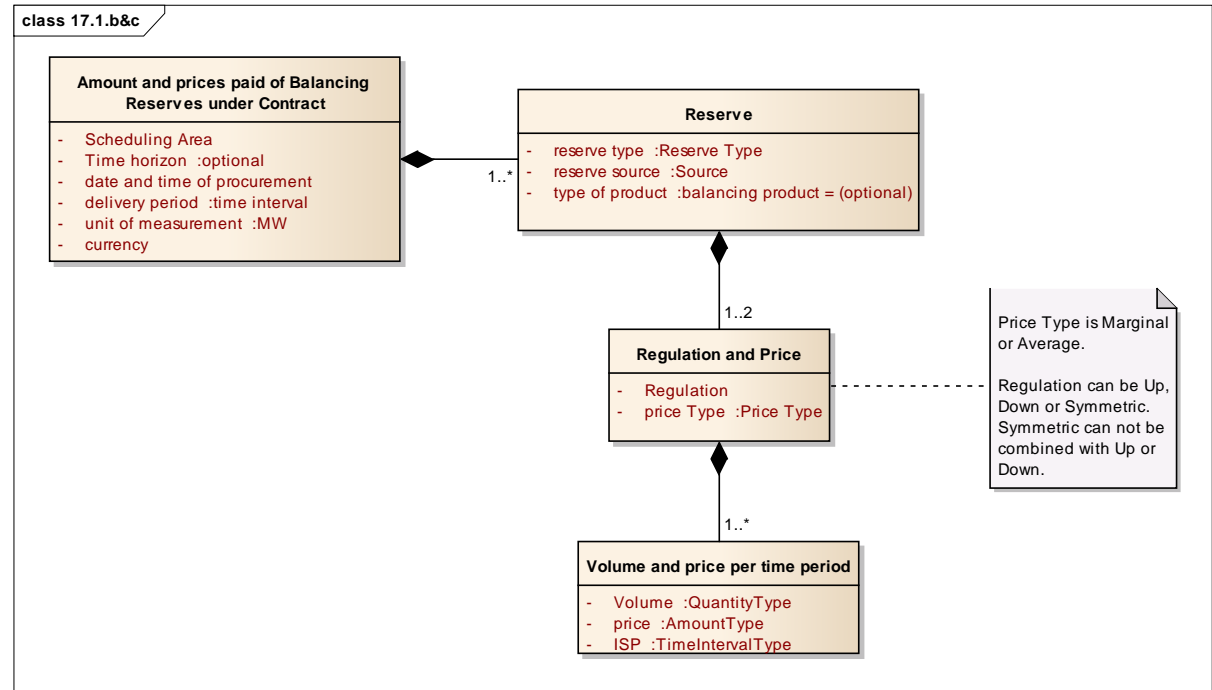 class 17.1.b&c
Amount and prices paid of Balancing
Reserves under Contract
- Scheduling Area
- Time horizon :optional
- date and time of procurement
- delivery period :time interval
- unit of measurement :MW
- currency
1..*
Reserve
- reserve type :Reserve Type
- reserve source :Source
- type of product :balancing product = (optional)
1..2
Regulation and Price
- Regulation
- price Type :Price Type
Price Type is Marginal
or Average.
Regulation can be Up,
Down or Symmetric.
Symmetric can not be
combined with Up or
Down.
1..*
Volume and price per time period
- Volume :QuantityType
- price :AmountType
- ISP :TimeIntervalType